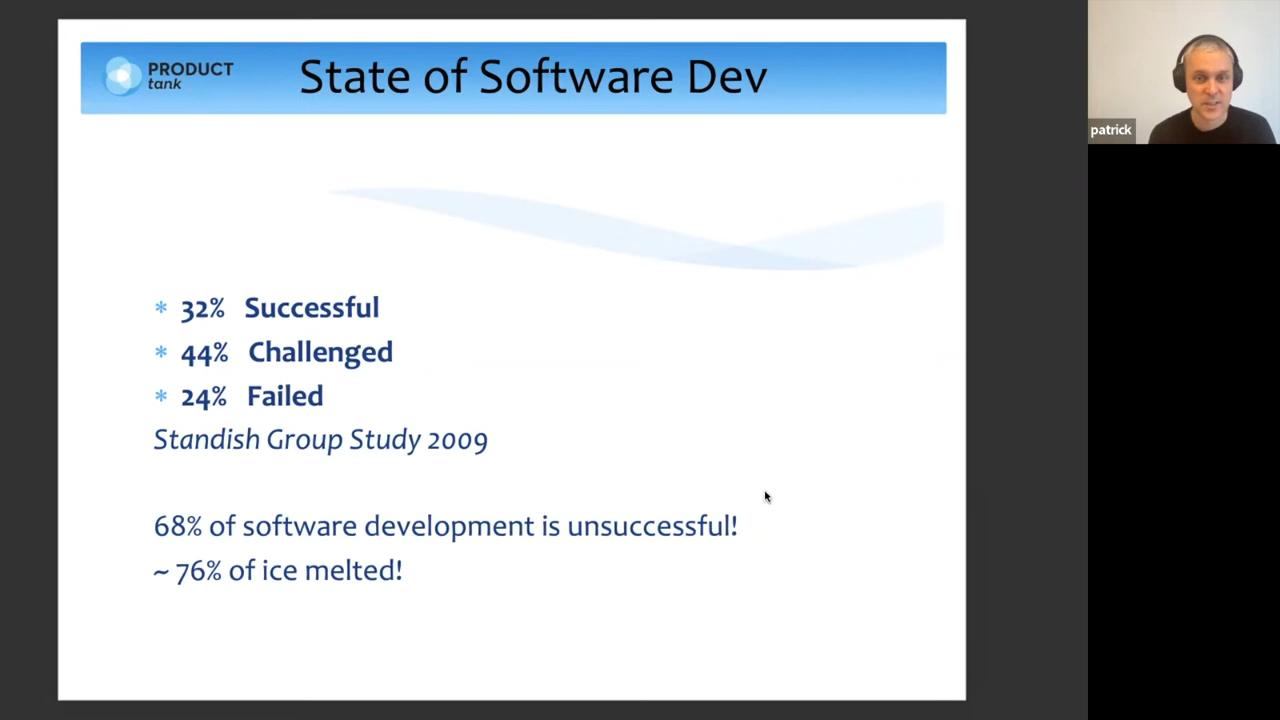 PRODUCT
tank
State of Software Dev
patrick
* 32% Successful
* 44% Challenged
* 24% Failed
Standish Group Study 2009
68% of software development is unsuccessful!
~ 76% of ice melted!